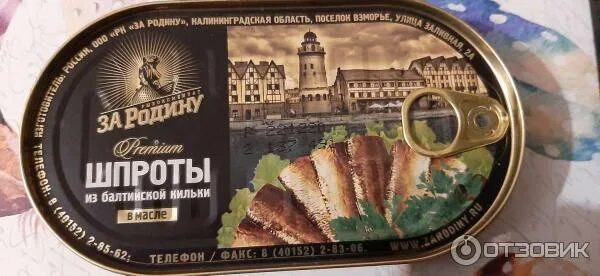 ИЗГОТОВИТЕЛЬ: РОССИЯ, ООО «РК «ЗА РОДИНУ», КАЛИНИНГРАДСКАЯ ОБЛАСТЬ, ПОСЕЛОК ВЗМОРЬЕ, УЛИЦА ЗАЛИВНАЯ, 2А
РЫБОКОМБИНАТ
ЗА РОДИНУ
Premium
ШПРОТЫ
ИЗ БАЛТИЙСКОЙ КИЛЬКИ
В МАСЛЕ
ТЕЛЕФОН: 8 (40152) 2-85-62;
ТЕЛЕФОН / ФАКС: 8 (40152) 2-83-06.
WWW.ZARODINY.RU
ОТЗОВИК